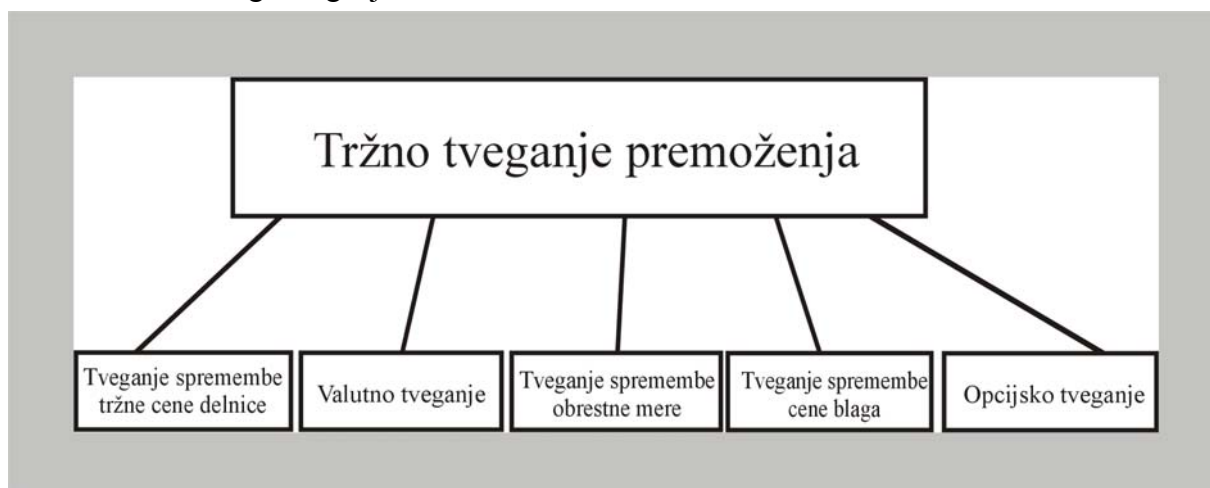 Tržno tveganje premoženja
Tveganje spremembe
tržne cene delnice
Valutno tveganje
Tveganje spremembe
obrestne mere
Tveganje spremembe
cene blaga
Opcijsko tveganje